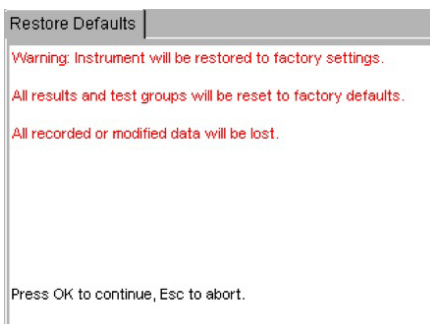 Restore Defaults
Warning: Instrument will be restored to factory settings.
All results and test groups will be reset to factory defaults.
All recorded or modified data will be lost.
Press OK to continue, Esc to abort.